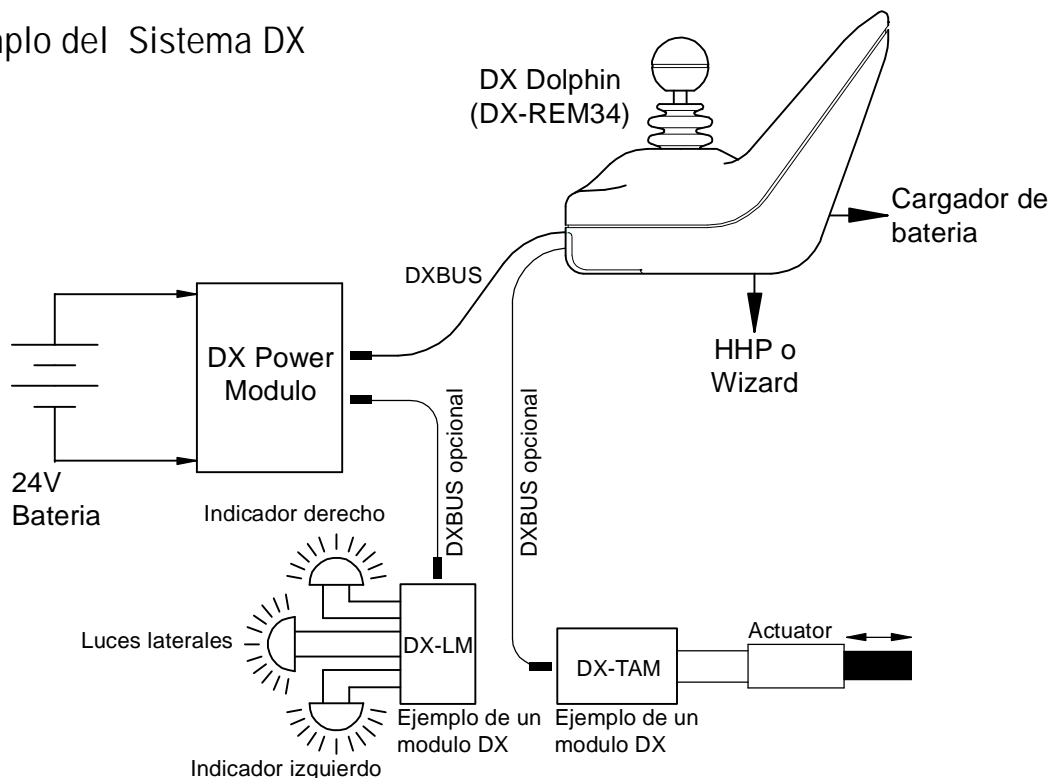 del Sistema DX
DX Dolphin
(DX-REM34)
Cargador de
bateria
DXBUS
HHP o
Wizard
DX Power
Modulo
DXBUS opcional
DXBUS opcional
24V
Bateria
Indicador derecho
Luces laterales
DX-LM
Actuator
DX-TAM
Ejemplo de un
modulo DX
Ejemplo de un
modulo DX
Indicador izquierdo